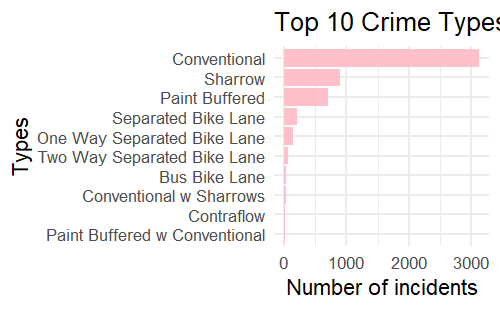 Top 10 Crime Types
Conventional
Sharrow
Paint Buffered
Separated Bike Lane
One Way Separated Bike Lane
Two Way Separated Bike Lane
Bus Bike Lane
Conventional w Sharrows
Contraflow
Paint Buffered w Conventional
Types
0 1000 2000 3000
Number of incidents